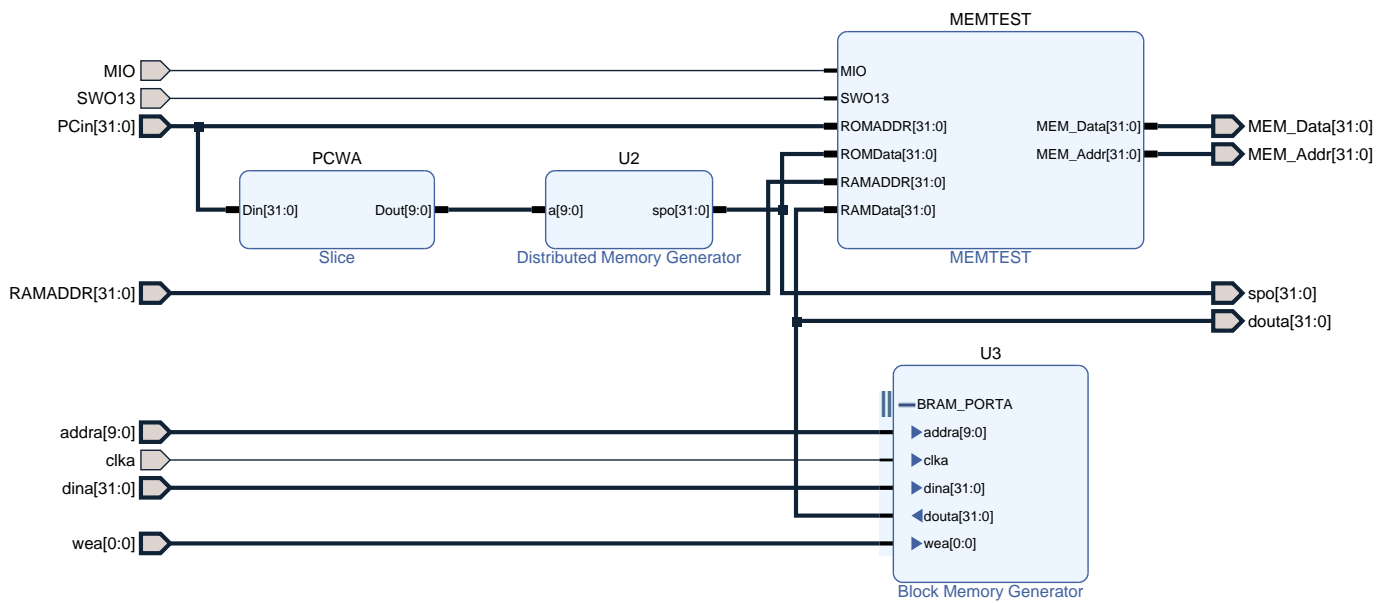 MEMTEST
MIO
SWO13
PCin[31:0]
MIO
SWO13
ROMADDR[31:0]
ROMData[31:0]
RAMADDR[31:0]
RAMData[31:0]
MEM_Data[31:0]
MEM_Addr[31:0]
MEMTEST
MEM_Data[31:0]
MEM_Addr[31:0]
PCWA
Din[31:0]
Dout[9:0]
Slice
U2
a[9:0]
spo[31:0]
Distributed Memory Generator
RAMADDR[31:0]
spo[31:0]
douta[31:0]
U3
addra[9:0]
clka
dina[31:0]
wea[0:0]
BRAM_PORTA
addra[9:0]
clka
dina[31:0]
douta[31:0]
wea[0:0]
Block Memory Generator